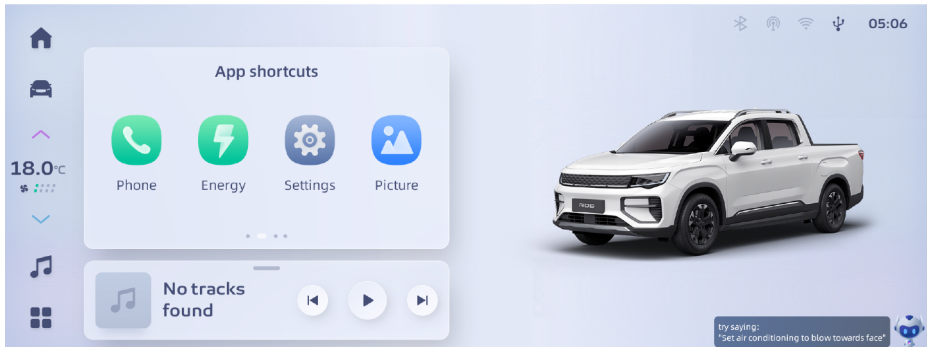 05:06
App shortcuts
Phone Energy Settings Picture
18.0°C
No tracks
found
RD6
try saying:
"Set air conditioning to blow towards face"